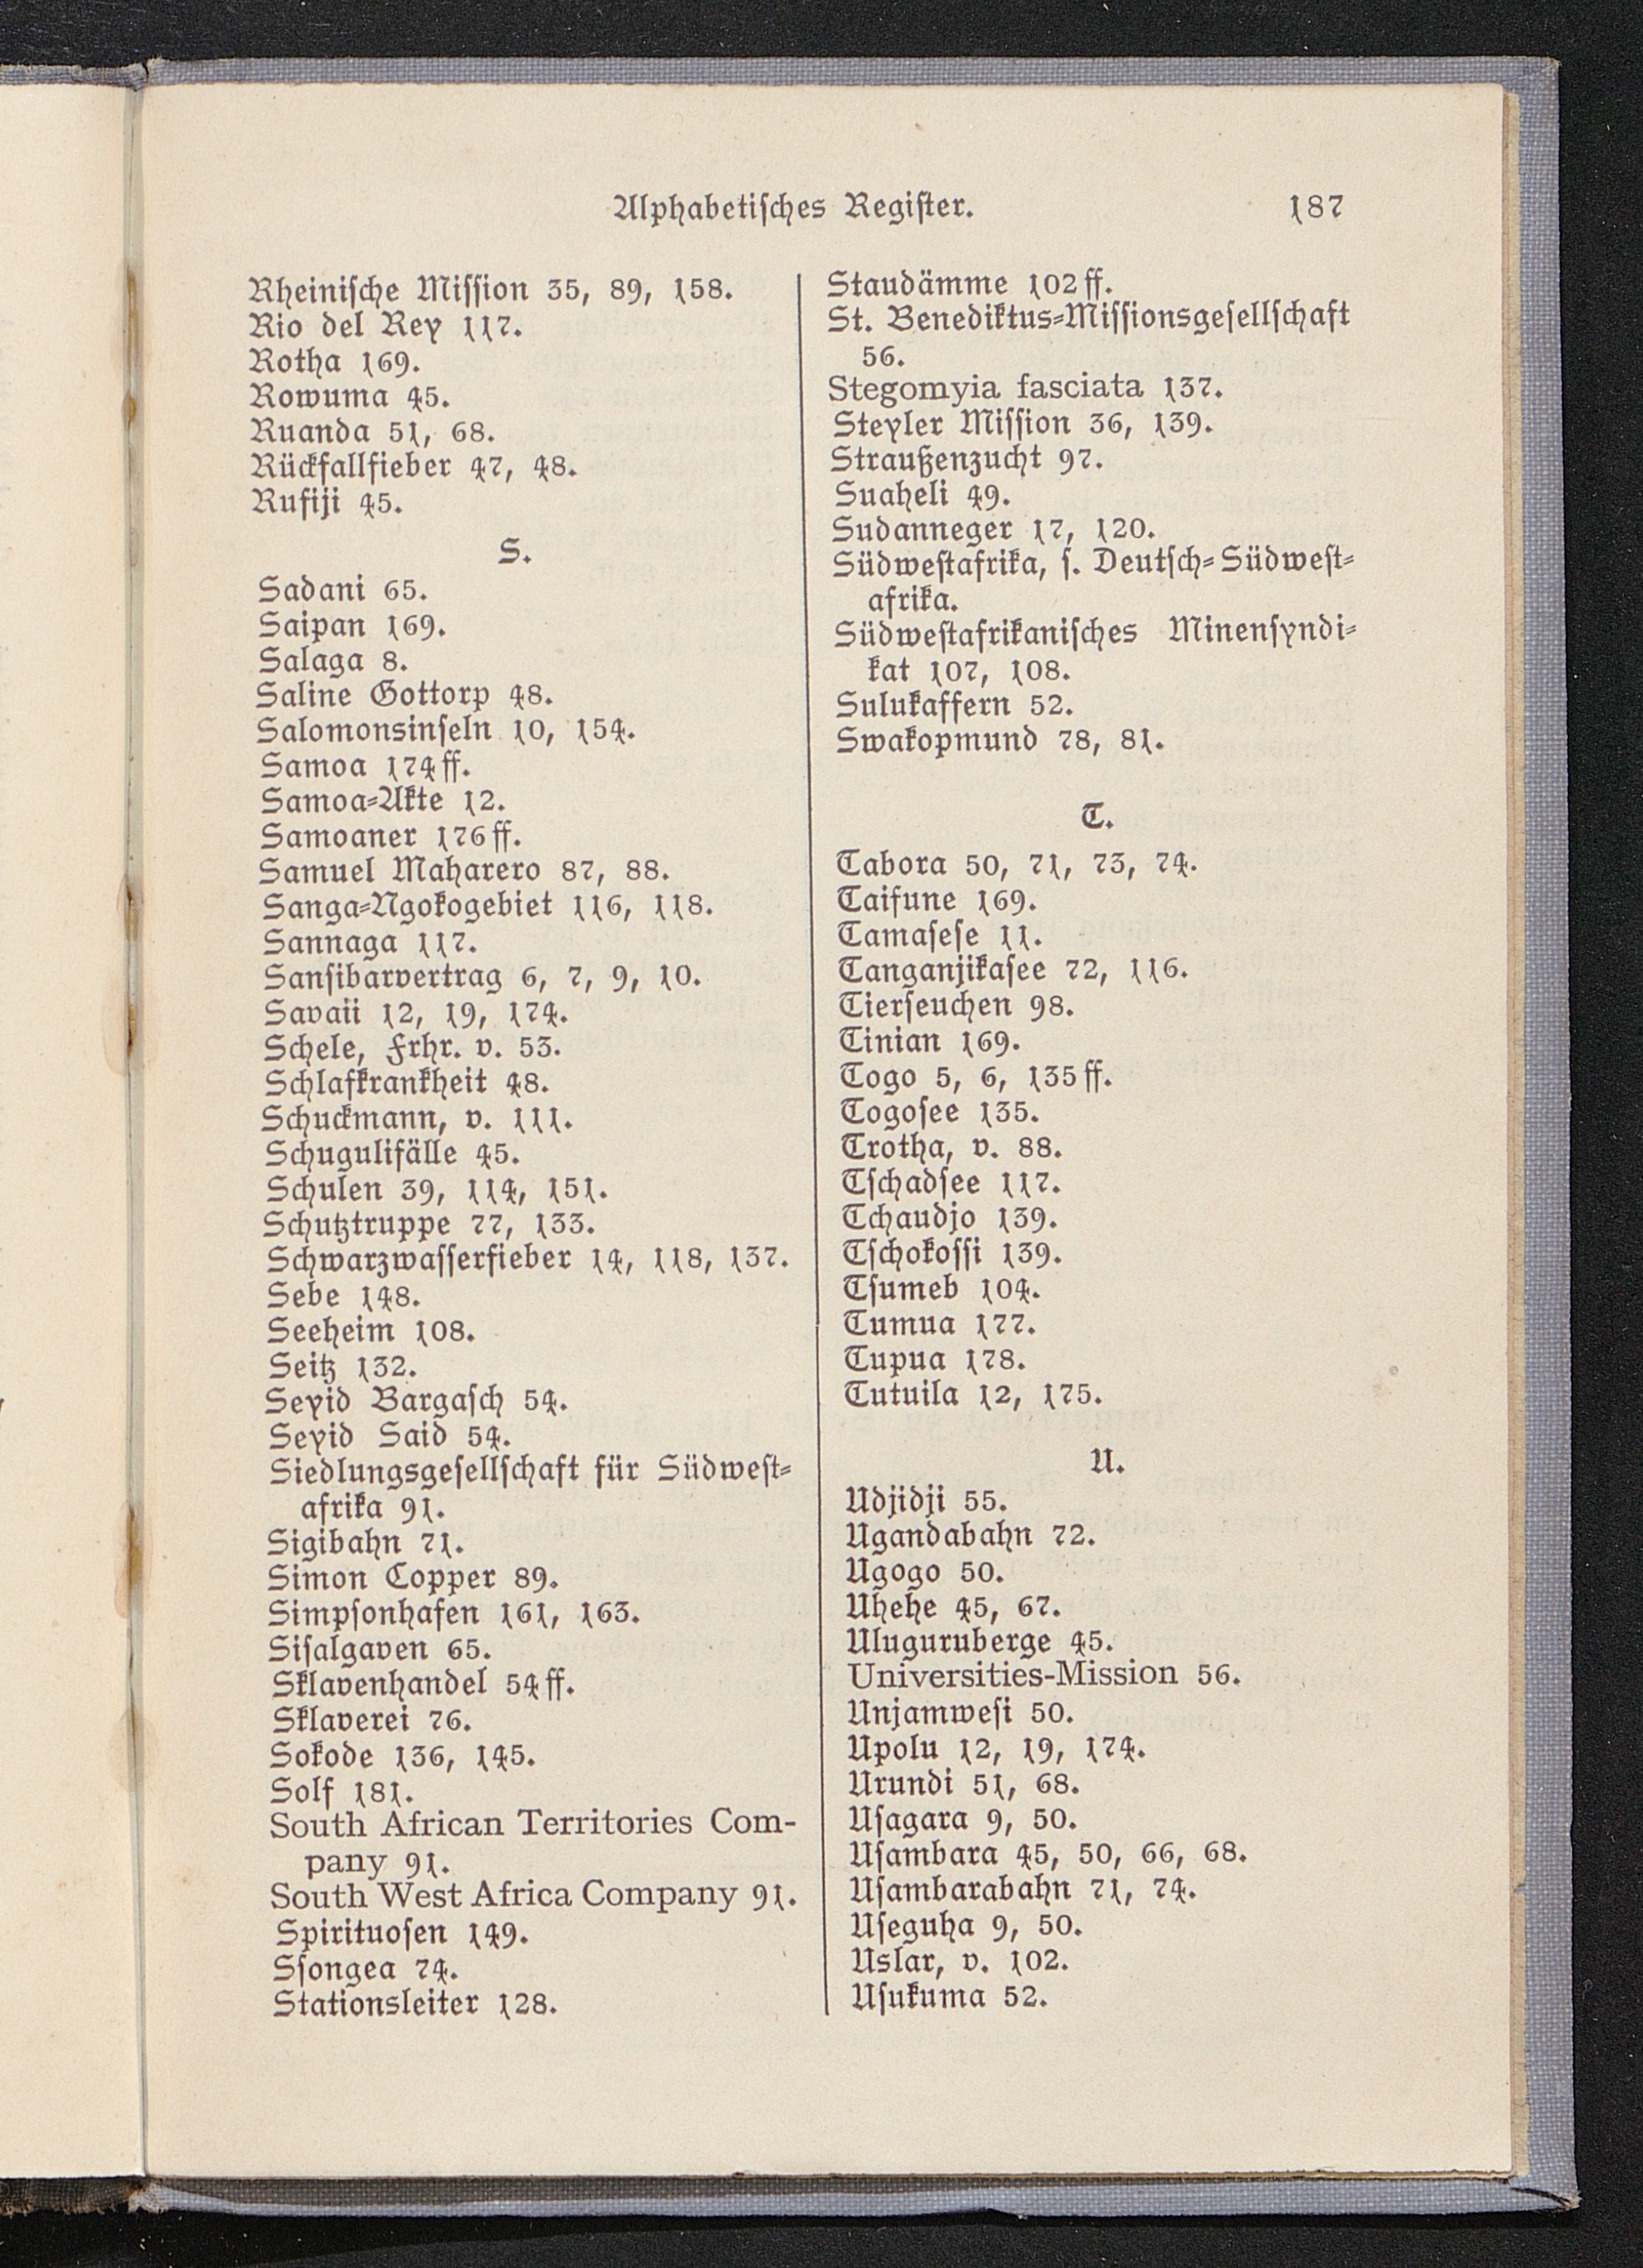 Alphabetisches Register. 187
Rheinische Mission 35, 89, 158.
Rio del Rey 117.
Rotha 169.
Rowuma 45.
Ruanda 51, 68.
Rückfallfieber 47, 48.
Rufiji 45.
S.
Sadani 65.
Saipan 169.
Salaga 8.
Saline Gottorp 48.
Salomonsinseln 10, 154.
Samoa 174ff.
Samoa-Akte 12.
Samoaner 176ff.
Samuel Maharero 87, 88.
Sanga-Ngokogebiet 116, 118.
Sannaga 117.
Sansibarvertrag 6, 7, 9, 10.
Savaii 12, 19, 174.
Schele, Frhr. v. 53.
Schlafkrankheit 48.
Schuckmann, v. 111.
Schugulifälle 45.
Schulen 39, 114, 151.
Schutztruppe 77, 133.
Schwarzwasserfieber 14, 118, 137.
Sebe 148.
Seeheim 108.
Seitz 132.
Seyid Bargasch 54.
Seyid Said 54.
Siedlungsgesellschaft für Südwest-
afrika 91.
Sigibahn 71.
Simon Copper 89.
Simpsonhafen 161, 163.
Sisalgaven 65.
Sklavenhandel 54ff.
Sklaverei 76.
Sokode 136, 145.
Solf 181.
South African Territories Com-
pany 91.
South West Africa Company 91.
Spirituosen 149.
Ssongea 74.
Stationsleiter 128.
Staudämme 102ff.
St. Benediktus-Missionsgesellschaft
56.
Stegomyia fasciata 137.
Steyler Mission 36, 139.
Straußenzucht 97.
Suaheli 49.
Sudanneger 17, 120.
Südwestafrika, s. Deutsch-Südwest-
afrika.
Südwestafrikanisches Minensyndi-
kat 107, 108.
Sulukaffern 52.
Swakopmund 78, 81.
T.
Tabora 50, 71, 73, 74.
Taifune 169.
Tamasese 11.
Tanganjikasee 72, 116.
Tierseuchen 98.
Tinian 169.
Togo 5, 6, 135ff.
Togosee 135.
Trotha, v. 88.
Tschadsee 117.
Tchaudjo 139.
Tschokossi 139.
Tsumeb 104.
Tumua 177.
Tupua 178.
Tutuila 12, 175.
U.
Udjidji 55.
Ugandabahn 72.
Ugogo 50.
Uhehe 45, 67.
Uluguruberge 45.
Universities-Mission 56.
Unjamwesi 50.
Upolu 12, 19, 174.
Urundi 51, 68.
Usagara 9, 50.
Usambara 45, 50, 66, 68.
Usambarabahn 71, 74.
Useguha 9, 50.
Uslar, v. 102.
Usukuma 52.